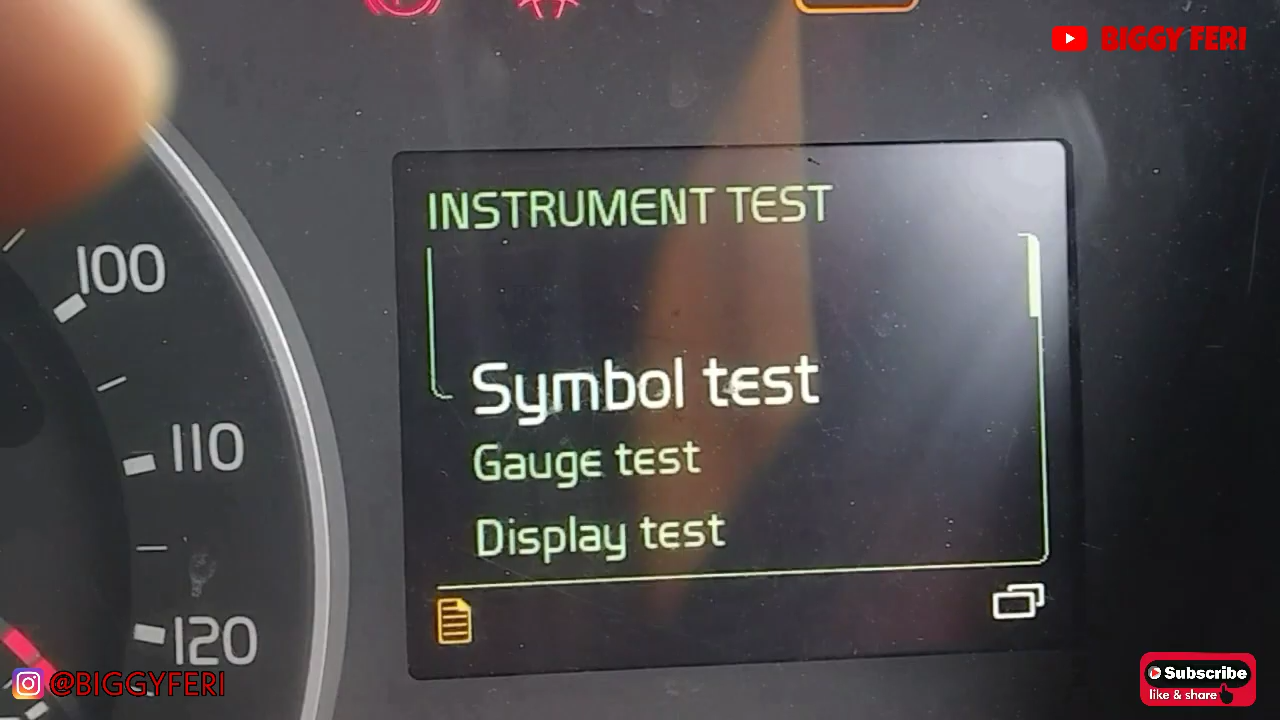 BIGGY FERI
INSTRUMENT TEST
100
Symbol test
110
Gauge test
Display test
120
@BIGGYFERI
Subscribe
like & share